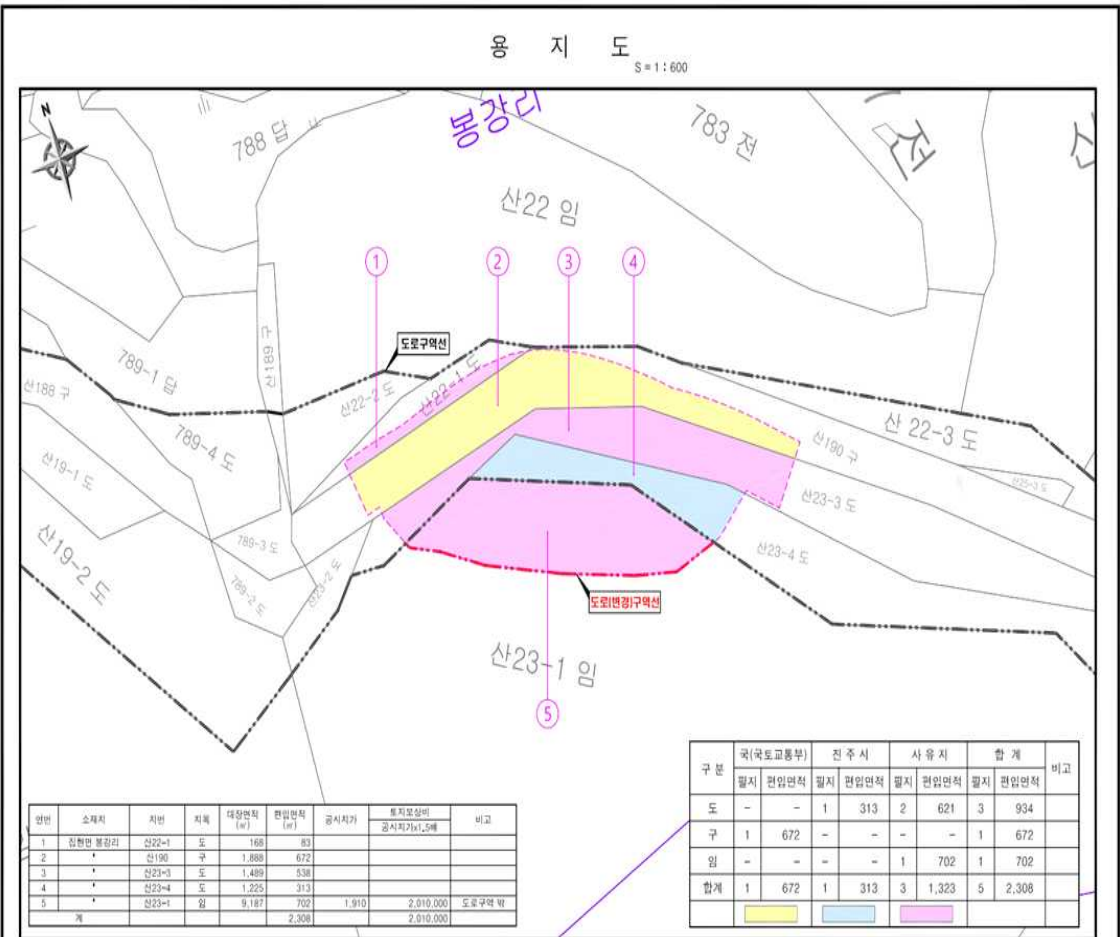 용 지 도
S = 1 : 600
N
788 답
봉강리
783 전
전
산
산22 임
① ② ③ ④
도로구역선
산189 구
789-1 답
산188 구
산22-2 도
산22-1 도
산 22-3 도
789-4 도
산190 구
산19-1 도
산25-3 도
산23-3 도
789-3 도
산23-4 도
산19-2 도
789-2 도
산23-2 도
도로(변경)구역선
산23-1 임
⑤
구 분 국(국토교통부) 진 주 시 사 유 지 합 계 비고
필지 편입면적 필지 편입면적 필지 편입면적 필지 편입면적
도 - - 1 313 2 621 3 934
구 1 672 - - - - 1 672
임 - - - - 1 702 1 702
합계 1 672 1 313 3 1,323 5 2,308
연번 소재지 지번 지목 대장면적(㎡) 편입면적(㎡) 공시지가 토지보상비 비고
공시지가x1.5배
1 집현면 봉강리 산22-1 도 168 83
2 " 산190 구 1,888 672
3 " 산23-3 도 1,489 538
4 " 산23-4 도 1,225 313
5 " 산23-1 임 9,187 702 1,910 2,010,000 도로구역 밖
계 2,308 2,010,000